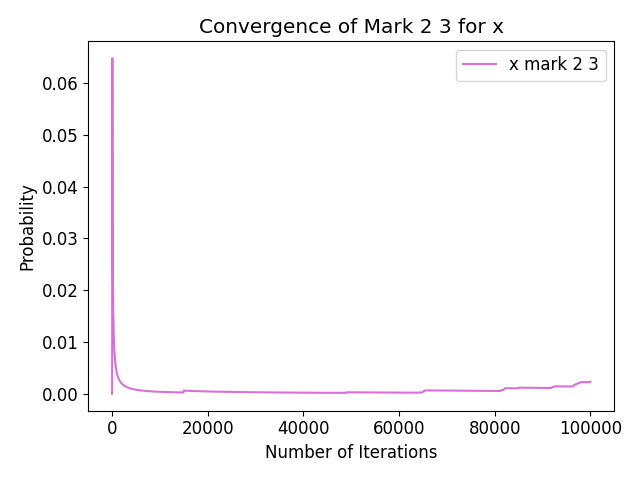 Convergence of Mark 2 3 for x
x mark 2 3
Probability
0.06
0.05
0.04
0.03
0.02
0.01
0.00
0 20000 40000 60000 80000 100000
Number of Iterations